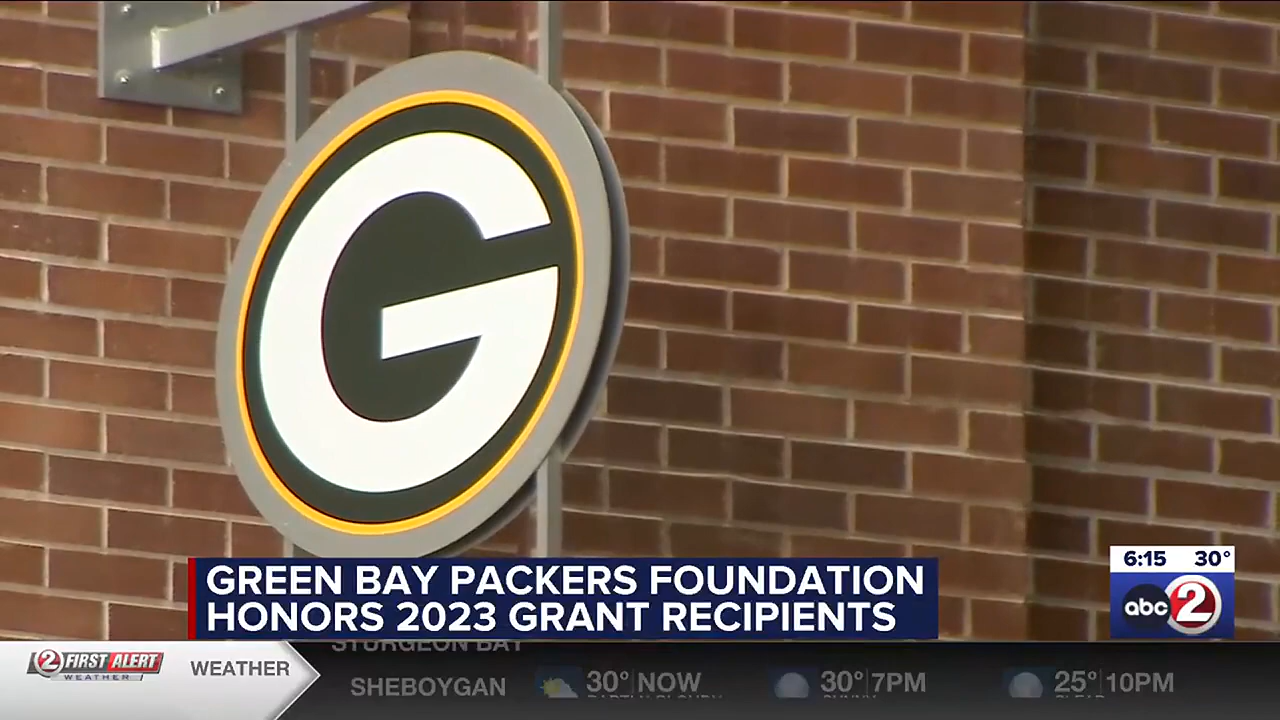 G
GREEN BAY PACKERS FOUNDATION
HONORS 2023 GRANT RECIPIENTS
6:15 30°
abc 2
2 FIRST ALERT
WEATHER
WEATHER
STURGEON BAY
SHEBOYGAN
30° NOW
30° 7PM
25° 10PM